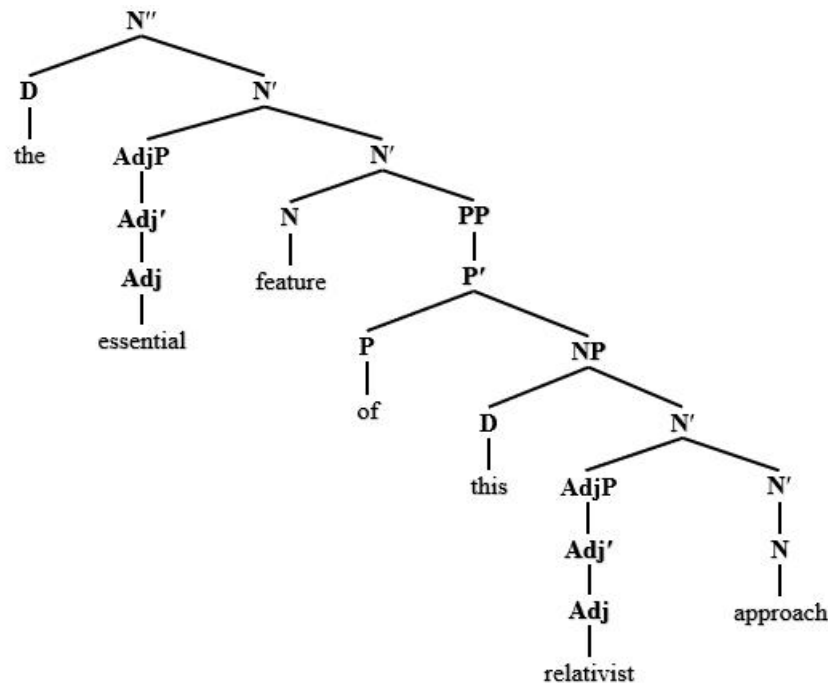 N″
D N′
the AdjP N′
Adj′ N PP
Adj feature P′
essential P NP
of D N′
this AdjP N′
Adj′ N
Adj approach
relativist